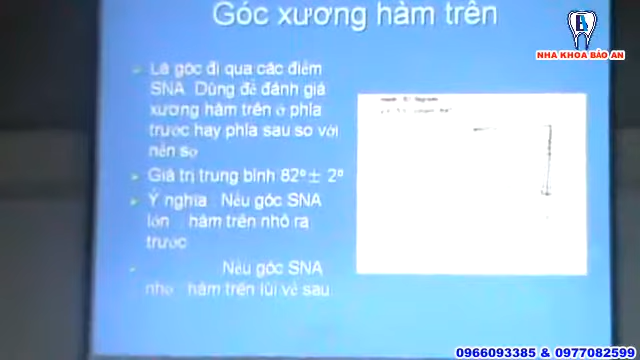 Góc xương hàm trên
NHA KHOA BẢO AN
Là góc đi qua các điểm
SNA. Dùng để đánh giá
xương hàm trên ở phía
trước hay phía sau so với
nền sọ
Giá trị trung bình 82º ± 2º
Ý nghĩa : Nếu góc SNA
lớn : hàm trên nhô ra
trước
Nếu góc SNA
nhỏ : hàm trên lùi về sau
0966093385 & 0977082599